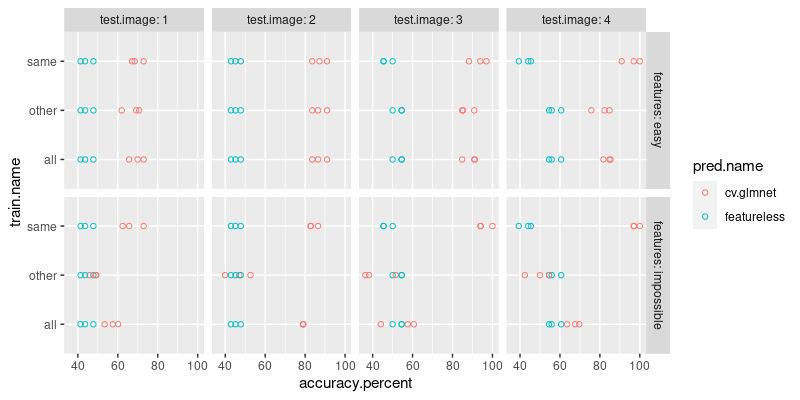 test.image: 1 test.image: 2 test.image: 3 test.image: 4
train.name
same
other
all
features: easy
same
other
all
features: impossible
40 60 80 100 40 60 80 100 40 60 80 100 40 60 80 100
accuracy.percent
pred.name
cv.glmnet
featureless